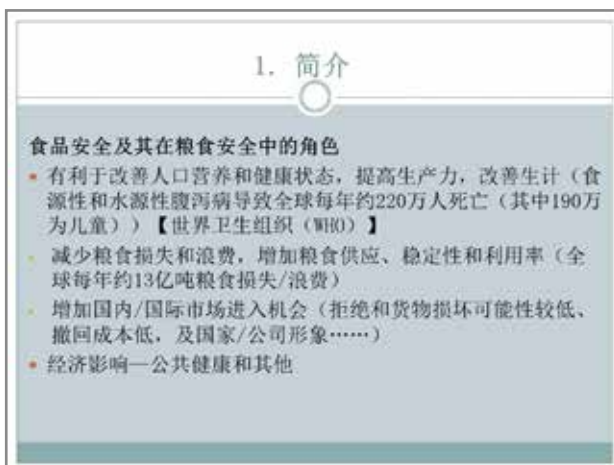 1. 简介
食品安全及其在粮食安全中的角色
• 有利于改善人口营养和健康状态，提高生产力，改善生计（食
源性和水源性腹泻病导致全球每年约220万人死亡（其中190万
为儿童））【世界卫生组织（WHO）】
• 减少粮食损失和浪费，增加粮食供应、稳定性和利用率（全
球每年约13亿吨粮食损失/浪费）
• 增加国内/国际市场进入机会（拒绝和货物损坏可能性较低、
撤回成本低，及国家/公司形象……）
• 经济影响—公共健康和其他